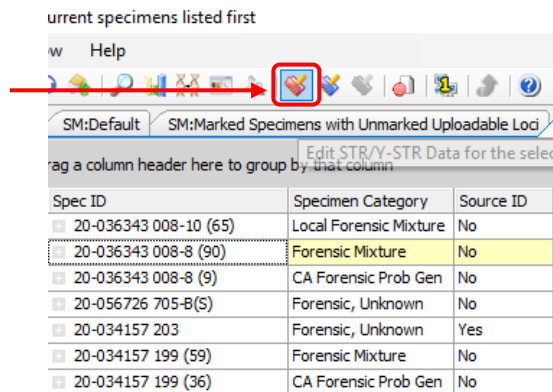 urrent specimens listed first
Help
SM:Default SM:Marked Specimens with Unmarked Uploadable Loci
Edit STR/Y-STR Data for the selec
rag a column header here to group by that column
Spec ID Specimen Category Source ID
20-036343 008-10 (65) Local Forensic Mixture No
20-036343 008-8 (90) Forensic Mixture No
20-036343 008-8 (9) CA Forensic Prob Gen No
20-056726 705-B(S) Forensic, Unknown No
20-034157 203 Forensic, Unknown Yes
20-034157 199 (59) Forensic Mixture No
20-034157 199 (36) CA Forensic Prob Gen No